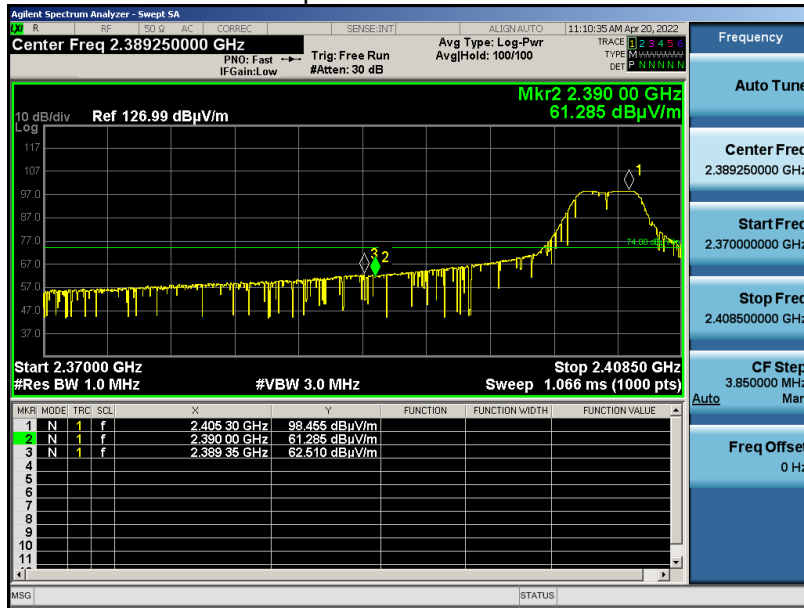 Agilent Spectrum Analyzer - Swept SA
LXI R RF 50 Ω AC CORREC SENSE:INT ALIGN AUTO 11:10:35 AM Apr 20, 2022
Center Freq 2.389250000 GHz
PNO: Fast
IFGain:Low
Trig: Free Run
#Atten: 30 dB
Avg Type: Log-Pwr
Avg|Hold: 100/100
TRACE 1 2 3 4 5 6
TYPE M
DET P N N N N N
Mkr2 2.390 00 GHz
61.285 dBµV/m
10 dB/div Ref 126.99 dBµV/m
Log
117
107
97.0
87.0
77.0
67.0
57.0
47.0
37.0
1
3 2
Start 2.37000 GHz Stop 2.40850 GHz
#Res BW 1.0 MHz #VBW 3.0 MHz Sweep 1.066 ms (1000 pts)
MKR MODE TRC SCL X Y FUNCTION FUNCTION WIDTH FUNCTION VALUE
1 N 1 f 2.405 30 GHz 98.455 dBµV/m
2 N 1 f 2.390 00 GHz 61.285 dBµV/m
3 N 1 f 2.389 35 GHz 62.510 dBµV/m
4
5
6
7
8
9
10
11
MSG STATUS
Frequency
Auto Tune
Center Freq
2.389250000 GHz
Start Freq
2.370000000 GHz
Stop Freq
2.408500000 GHz
CF Step
3.850000 MHz
Auto Man
Freq Offset
0 Hz